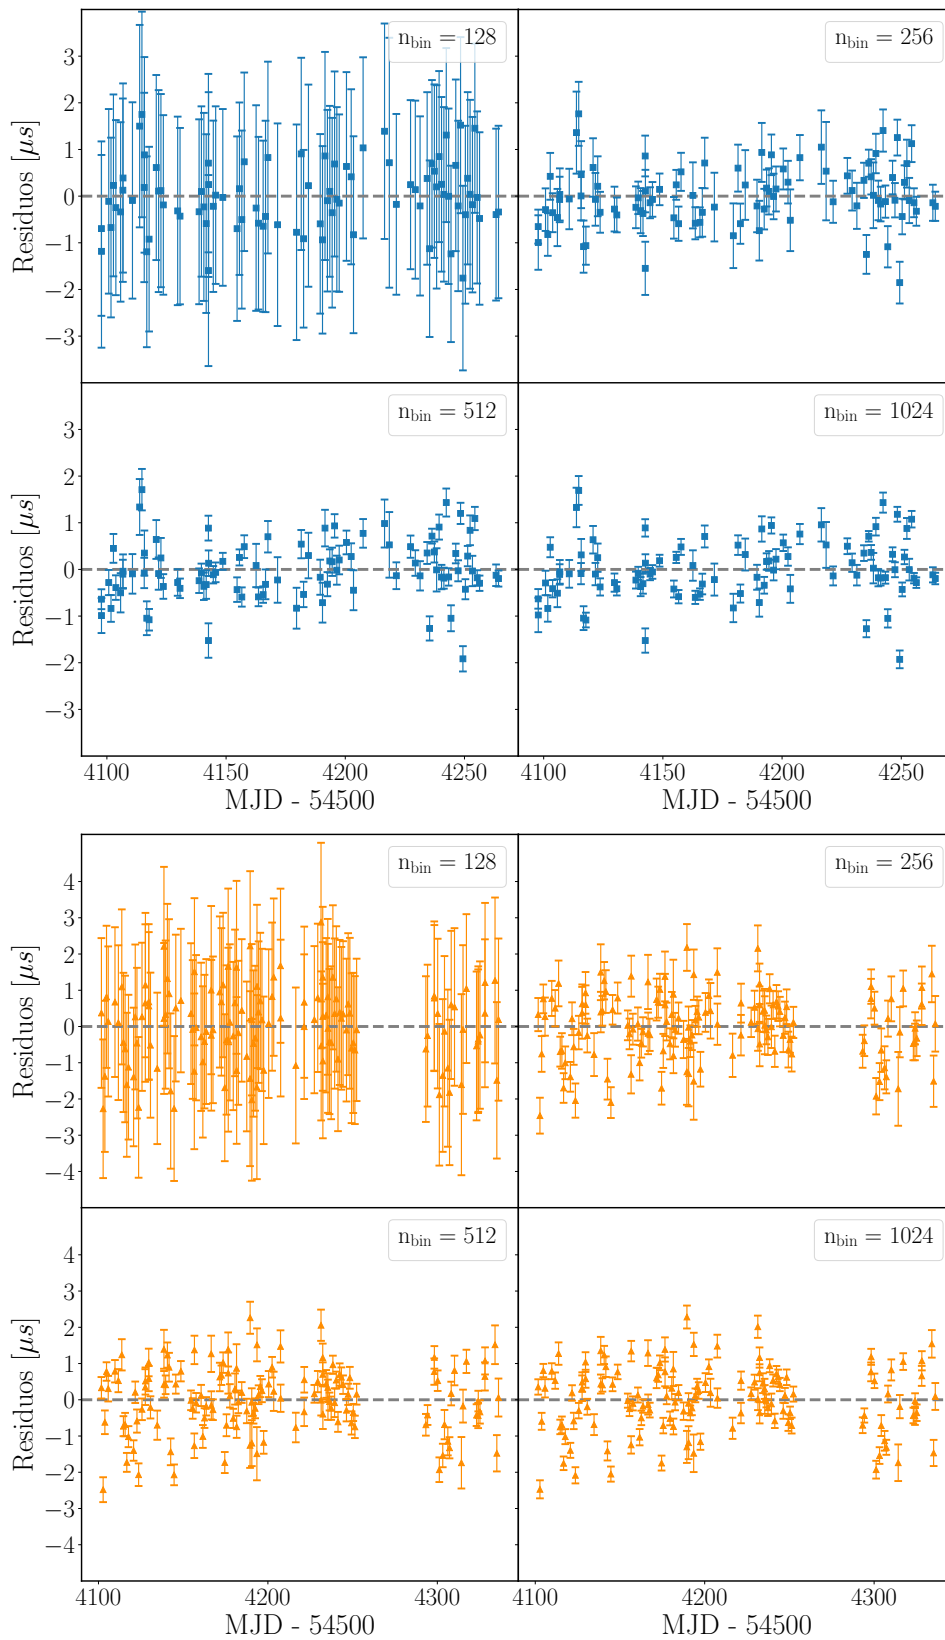 n_bin = 128
n_bin = 256
3
2
1
0
−1
−2
−3
Residuos [μs]
n_bin = 512
n_bin = 1024
3
2
1
0
−1
−2
−3
Residuos [μs]
4100 4150 4200 4250
4100 4150 4200 4250
MJD - 54500
MJD - 54500
n_bin = 128
n_bin = 256
4
3
2
1
0
−1
−2
−3
−4
Residuos [μs]
n_bin = 512
n_bin = 1024
4
3
2
1
0
−1
−2
−3
−4
Residuos [μs]
4100 4200 4300
4100 4200 4300
MJD - 54500
MJD - 54500